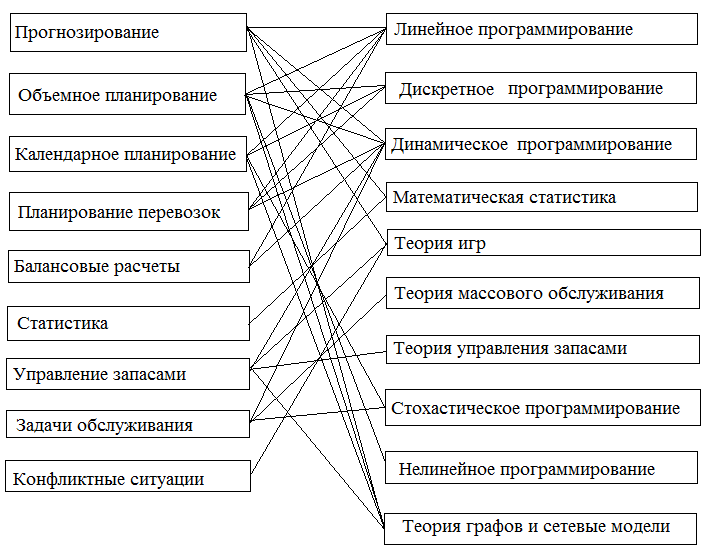 Прогнозирование
Объемное планирование
Календарное планирование
Планирование перевозок
Балансовые расчеты
Статистика
Управление запасами
Задачи обслуживания
Конфликтные ситуации
Линейное программирование
Дискретное программирование
Динамическое программирование
Математическая статистика
Теория игр
Теория массового обслуживания
Теория управления запасами
Стохастическое программирование
Нелинейное программирование
Теория графов и сетевые модели